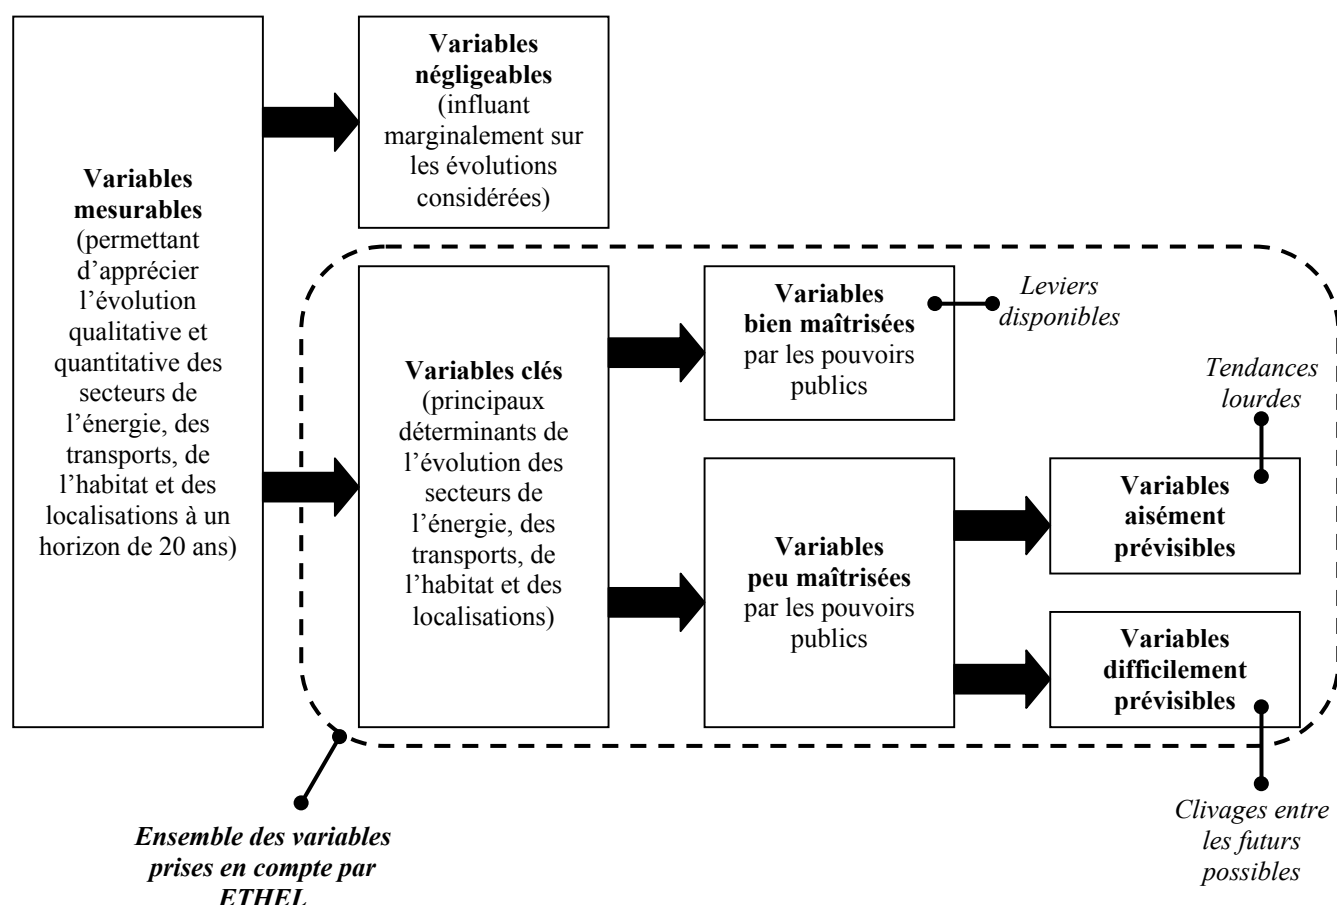 Variables
mesurables
(permettant
d’apprécier
l’évolution
qualitative et
quantitative des
secteurs de
l’énergie, des
transports, de
l’habitat et des
localisations à un
horizon de 20 ans)
Variables
négligeables
(influant
marginalement sur
les évolutions
considérées)
Variables clés
(principaux
déterminants de
l’évolution des
secteurs de
l’énergie, des
transports, de
l’habitat et des
localisations)
Variables
bien maîtrisées
par les pouvoirs
publics
Leviers
disponibles
Variables
peu maîtrisées
par les pouvoirs
publics
Tendances
lourdes
Variables
aisément
prévisibles
Variables
difficilement
prévisibles
Clivages entre
les futurs
possibles
Ensemble des variables
prises en compte par
ETHEL